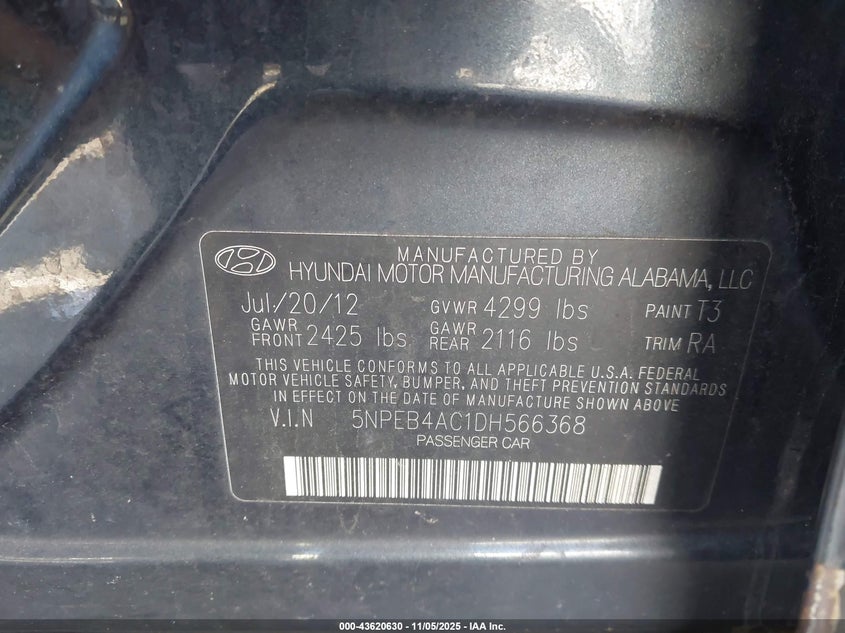 MANUFACTURED BY
HYUNDAI MOTOR MANUFACTURING ALABAMA, LLC
Jul/20/12 GVWR 4299 lbs PAINT T3
GAWR FRONT 2425 lbs GAWR REAR 2116 lbs TRIM RA
THIS VEHICLE CONFORMS TO ALL APPLICABLE U.S.A. FEDERAL
MOTOR VEHICLE SAFETY, BUMPER, AND THEFT PREVENTION STANDARDS
IN EFFECT ON THE DATE OF MANUFACTURE SHOWN ABOVE
V.I.N 5NPEB4AC1DH566368
PASSENGER CAR
000-43620630 - 11/05/2025 - IAA Inc.